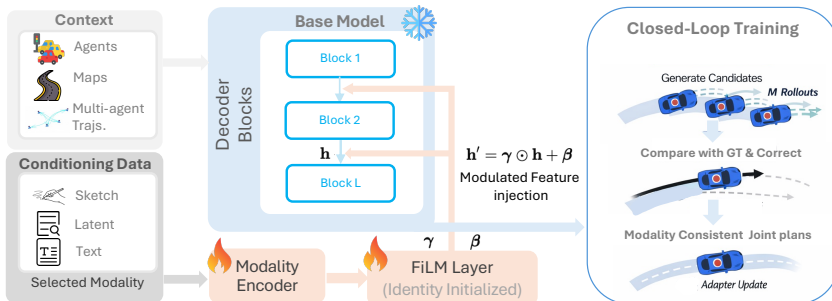 Context
Agents
Maps
Multi-agent
Trajs.
Conditioning Data
Sketch
Latent
Text
Selected Modality
Base Model
Decoder
Blocks
Block 1
Block 2
h
Block L
h′ = γ ⊙ h + β
Modulated Feature
injection
γ β
Modality
Encoder
FiLM Layer
(Identity Initialized)
Closed-Loop Training
Generate Candidates
M Rollouts
Compare with GT & Correct
Modality Consistent Joint plans
Adapter Update